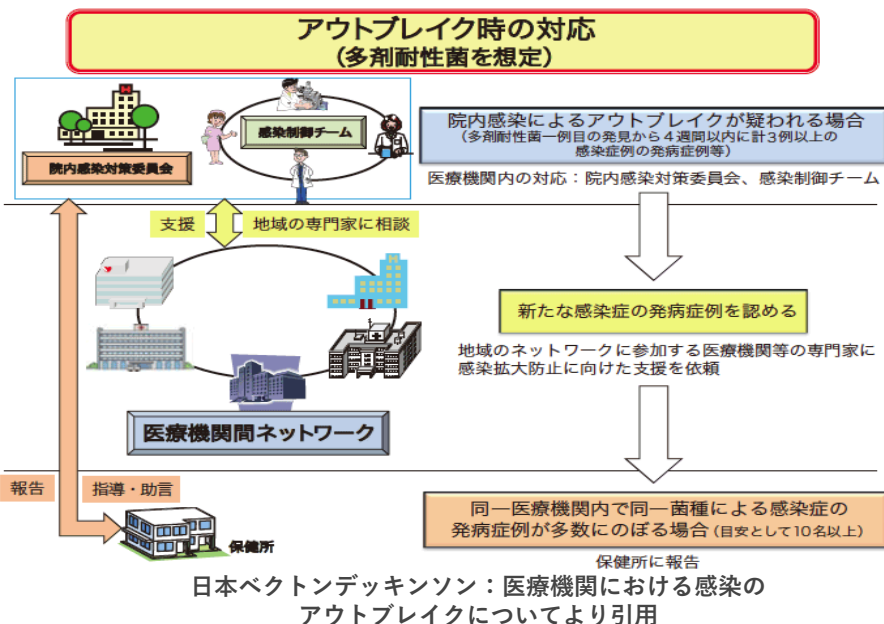 アウトブレイク時の対応
(多剤耐性菌を想定)
院内感染対策委員会
感染制御チーム
院内感染によるアウトブレイクが疑われる場合
(多剤耐性菌一例目の発見から4週間以内に計3例以上の
感染症例の発病症例等)
医療機関内の対応:院内感染対策委員会、感染制御チーム
支援
地域の専門家に相談
新たな感染症の発病症例を認める
地域のネットワークに参加する医療機関等の専門家に
感染拡大防止に向けた支援を依頼
医療機関間ネットワーク
報告
指導・助言
保健所
同一医療機関内で同一菌種による感染症の
発病症例が多数にのぼる場合(目安として10名以上)
保健所に報告
日本ベクトンデッキンソン:医療機関における感染の
アウトブレイクについてより引用